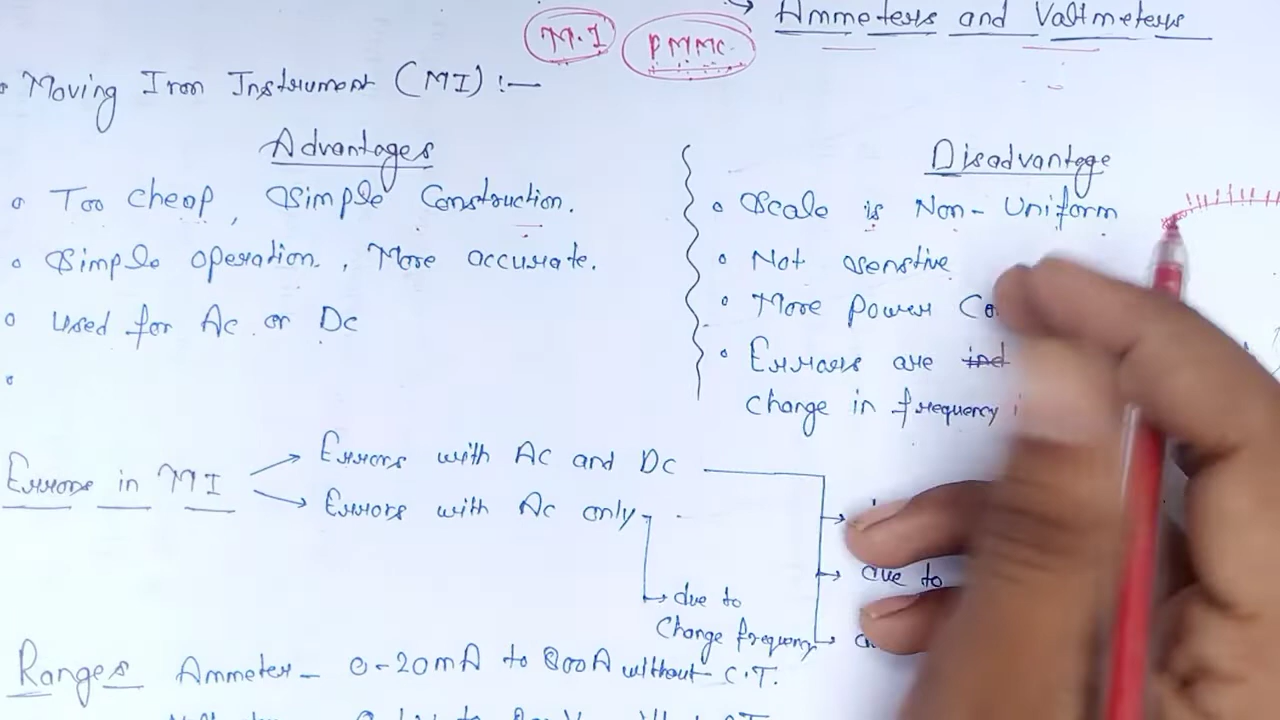 → Ammeters and Voltmeters
M.I PMMC
• Moving Iron Instrument (MI) :—
Advantages
• Too cheap, Simple Construction.
• Simple operation, More accurate.
• Used for Ac or Dc
Disadvantage
• Scale is Non-Uniform
• Not senstive
• More power
• Errors are ind
change in frequency
Errors in MI
Errors with Ac and Dc
Errors with Ac only
due to
Change frequency
due to
Ranges Ammeter - 0-20mA to 800A without C.T.